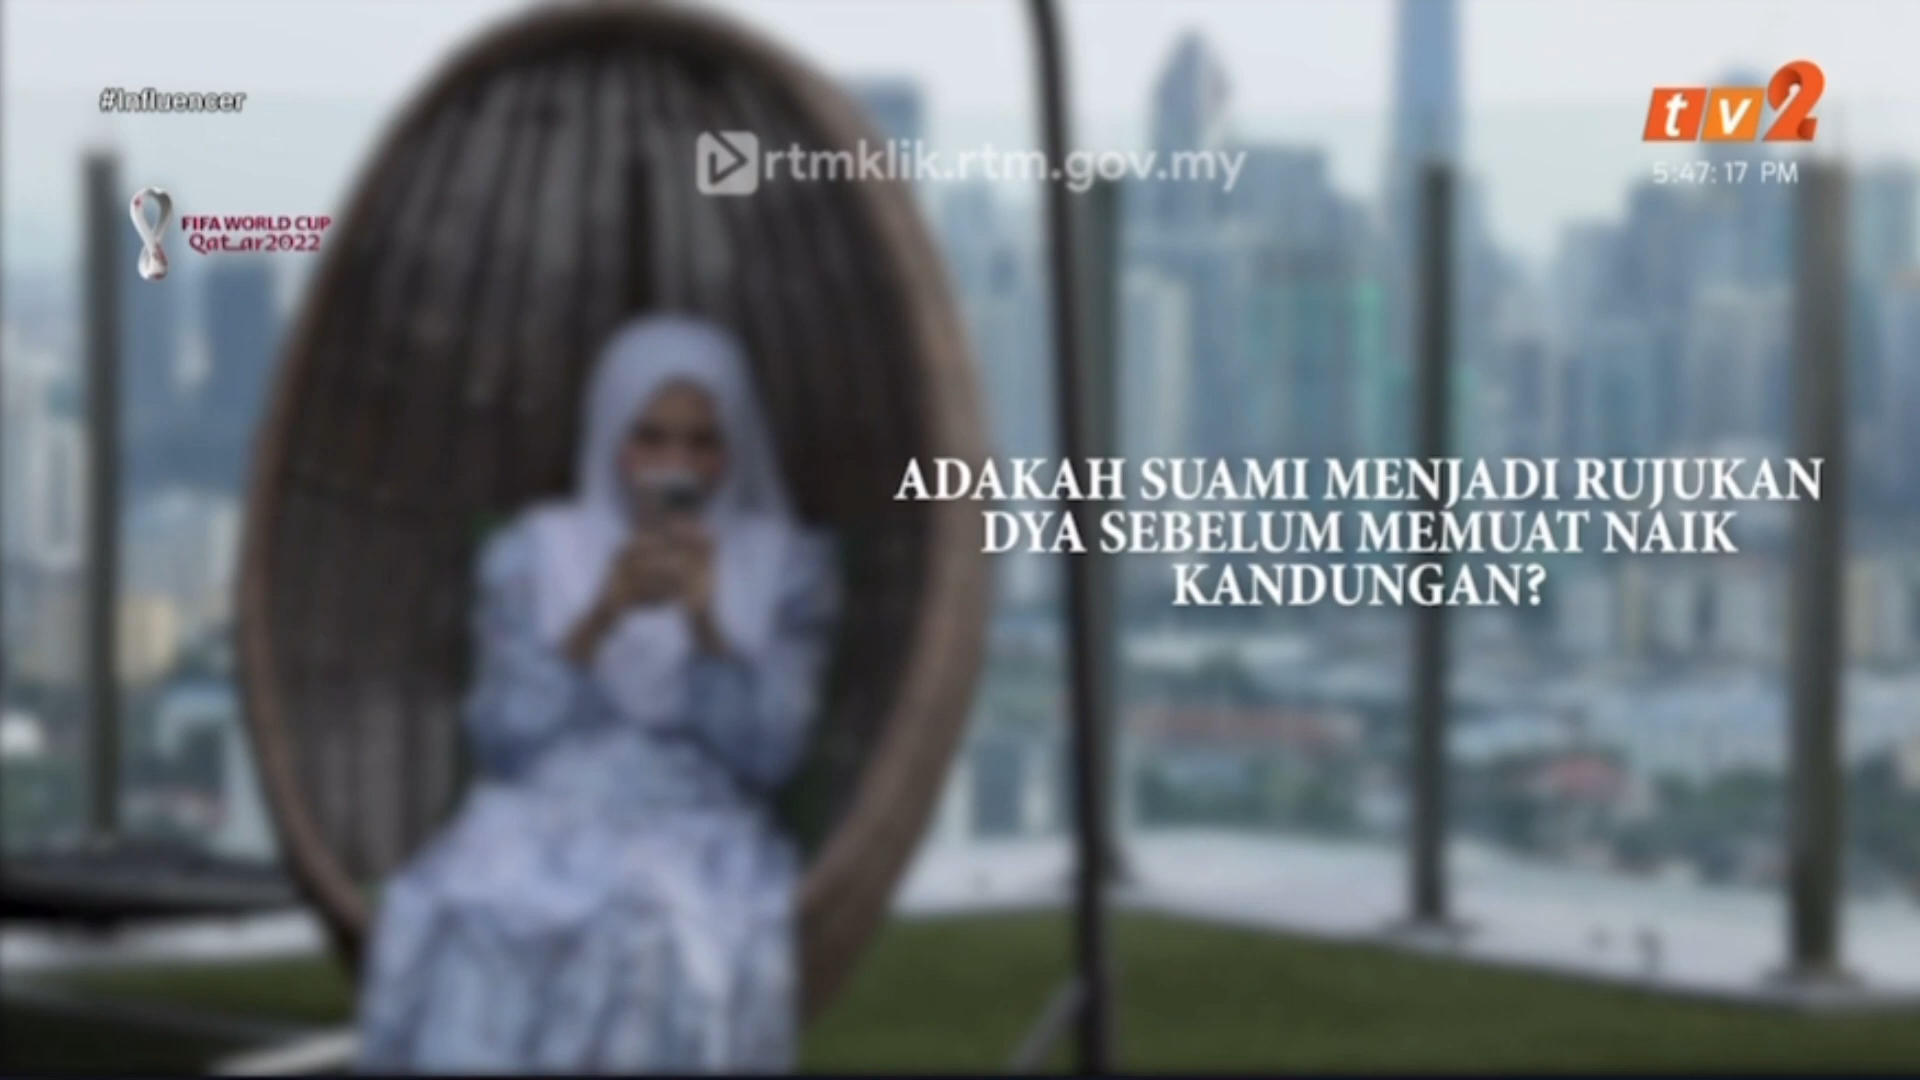 #Influencer
tv2
rtmklik.rtm.gov.my
5:47:17 PM
FIFA WORLD CUP
Qatar2022
ADAKAH SUAMI MENJADI RUJUKAN
DYA SEBELUM MEMUAT NAIK
KANDUNGAN?